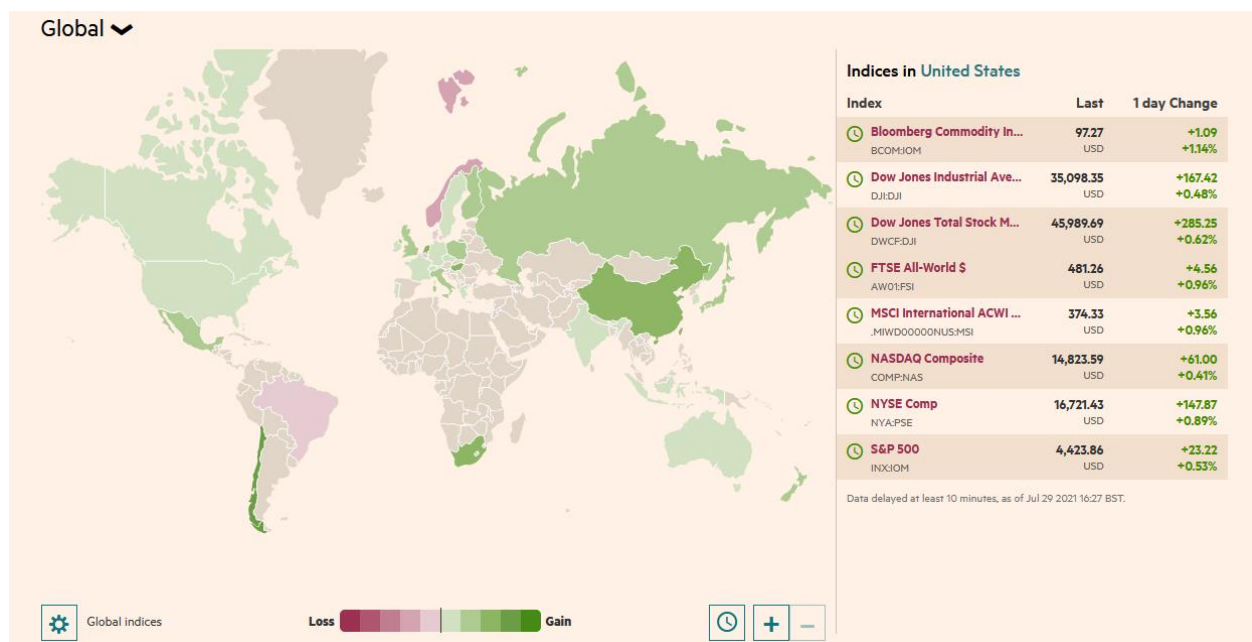 Global
Indices in United States
Index Last 1 day Change
Bloomberg Commodity In... 97.27 +1.09
BCOM:IOM USD +1.14%
Dow Jones Industrial Ave... 35,098.35 +167.42
DJI:DJI USD +0.48%
Dow Jones Total Stock M... 45,989.69 +285.25
DWCF:DJI USD +0.62%
FTSE All-World $ 481.26 +4.56
AW01:FSI USD +0.96%
MSCI International ACWI ... 374.33 +3.56
.MIWD00000NUS:MSI USD +0.96%
NASDAQ Composite 14,823.59 +61.00
COMP:NAS USD +0.41%
NYSE Comp 16,721.43 +147.87
NYA:PSE USD +0.89%
S&P 500 4,423.86 +23.22
INX:IOM USD +0.53%
Data delayed at least 10 minutes, as of Jul 29 2021 16:27 BST.
Global indices Loss Gain + −